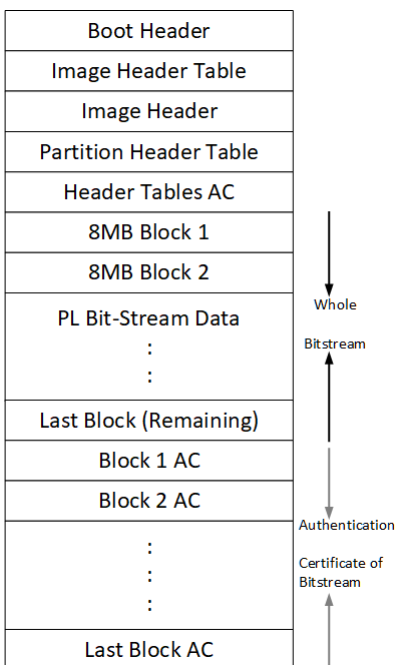 Boot Header
Image Header Table
Image Header
Partition Header Table
Header Tables AC
8MB Block 1
8MB Block 2
PL Bit-Stream Data
:
:
Last Block (Remaining)
Block 1 AC
Block 2 AC
:
:
:
Last Block AC
Whole
Bitstream
Authentication
Certificate of
Bitstream